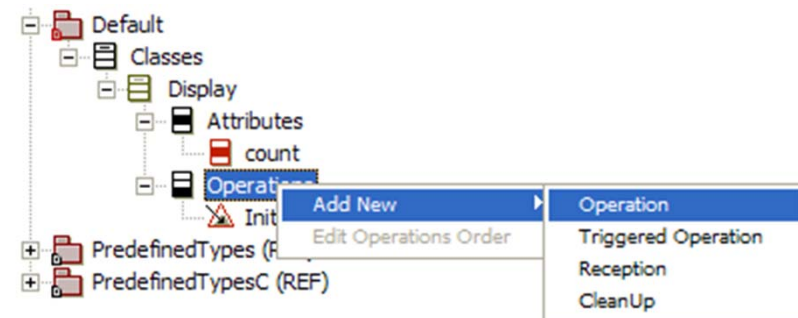 Default
Classes
Display
Attributes
count
Operations
Add New
Operation
Init
Edit Operations Order
Triggered Operation
PredefinedTypes (
Reception
PredefinedTypesC (REF)
CleanUp